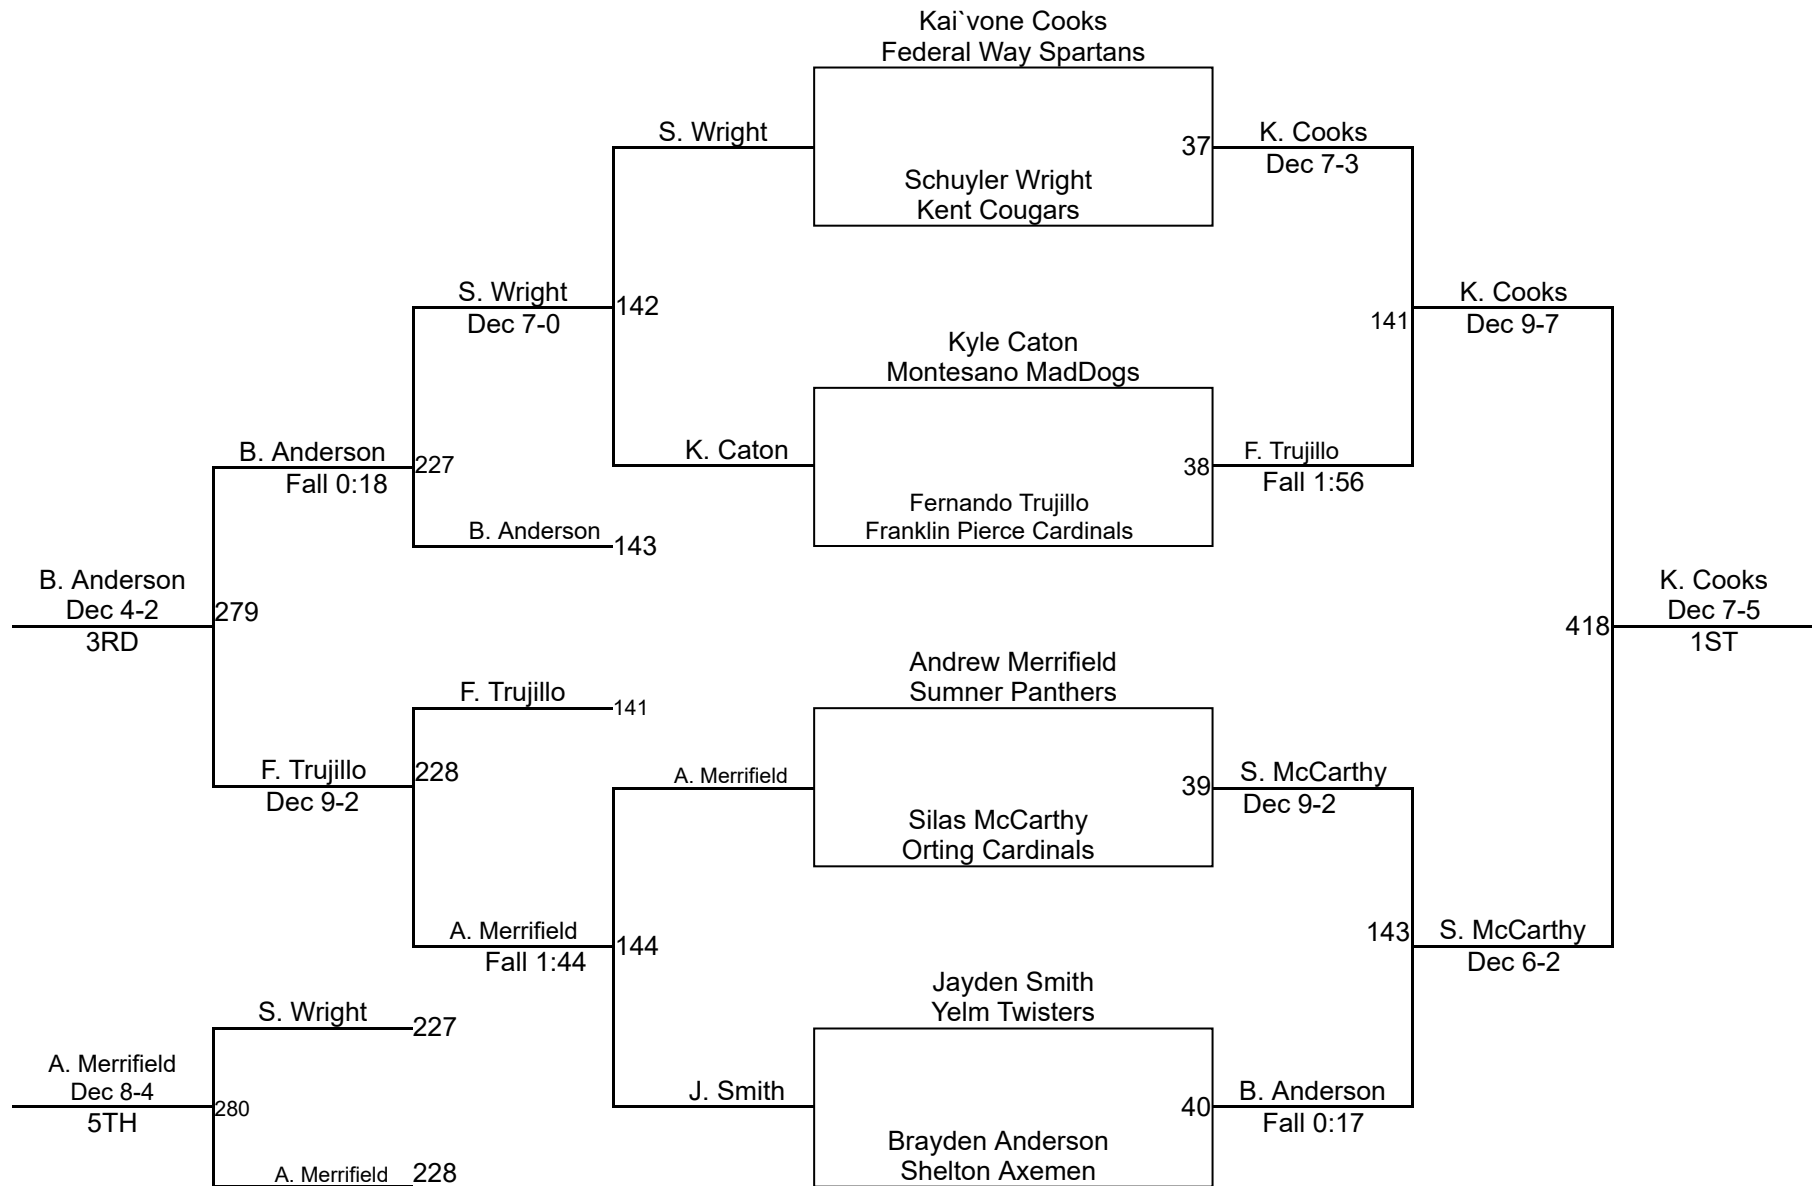 Kai`vone Cooks
Federal Way Spartans
S. Wright
37
K. Cooks
Dec 7-3
Schuyler Wright
Kent Cougars
S. Wright
Dec 7-0
142
141
K. Cooks
Dec 9-7
Kyle Caton
Montesano MadDogs
B. Anderson
Fall 0:18
227
K. Caton
38
F. Trujillo
Fall 1:56
Fernando Trujillo
Franklin Pierce Cardinals
B. Anderson
143
B. Anderson
Dec 4-2
3RD
279
418
K. Cooks
Dec 7-5
1ST
Andrew Merrifield
Sumner Panthers
F. Trujillo
141
F. Trujillo
Dec 9-2
228
A. Merrifield
39
S. McCarthy
Dec 9-2
Silas McCarthy
Orting Cardinals
A. Merrifield
Fall 1:44
144
143
S. McCarthy
Dec 6-2
Jayden Smith
Yelm Twisters
S. Wright
227
A. Merrifield
Dec 8-4
5TH
280
J. Smith
40
B. Anderson
Fall 0:17
Brayden Anderson
Shelton Axemen
A. Merrifield
228